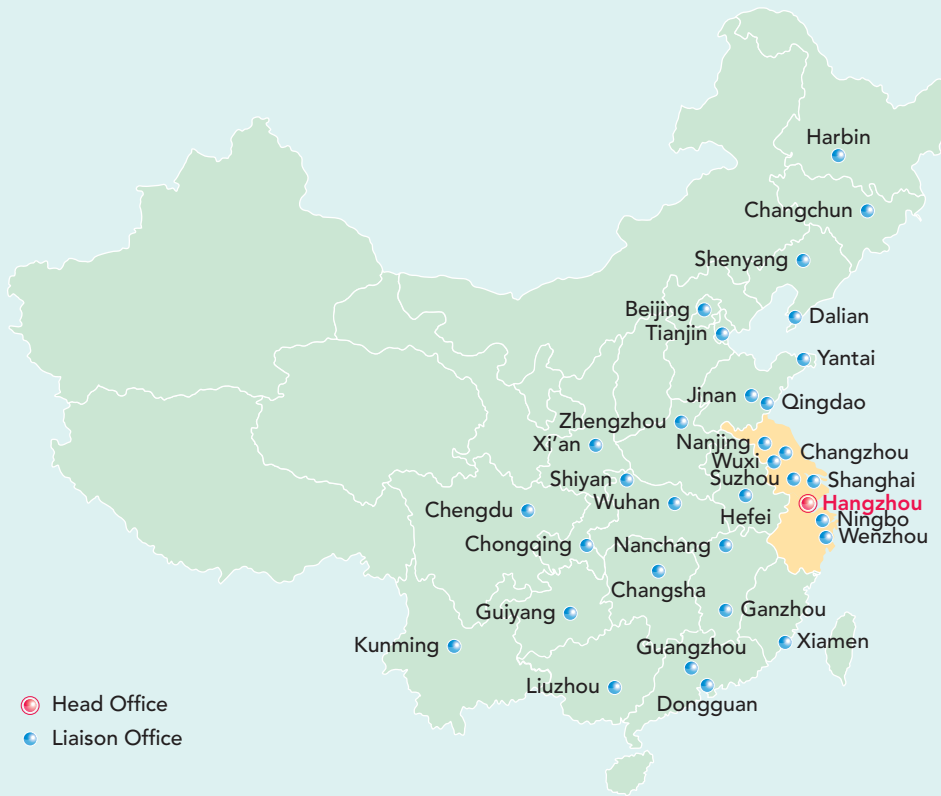 Harbin
Changchun
Shenyang
Beijing
Dalian
Tianjin
Yantai
Jinan
Qingdao
Zhengzhou
Xi'an
Nanjing
Changzhou
Wuxi
Shiyan
Suzhou
Shanghai
Wuhan
Hangzhou
Chengdu
Hefei
Ningbo
Wenzhou
Chongqing
Nanchang
Changsha
Guiyang
Ganzhou
Kunming
Guangzhou
Xiamen
Liuzhou
Dongguan
Head Office
Liaison Office